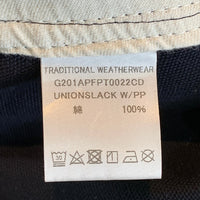 TRADITIONAL WEATHERWEAR
G201APFPT0022CD
UNIONSLACK W/PP
綿 100%